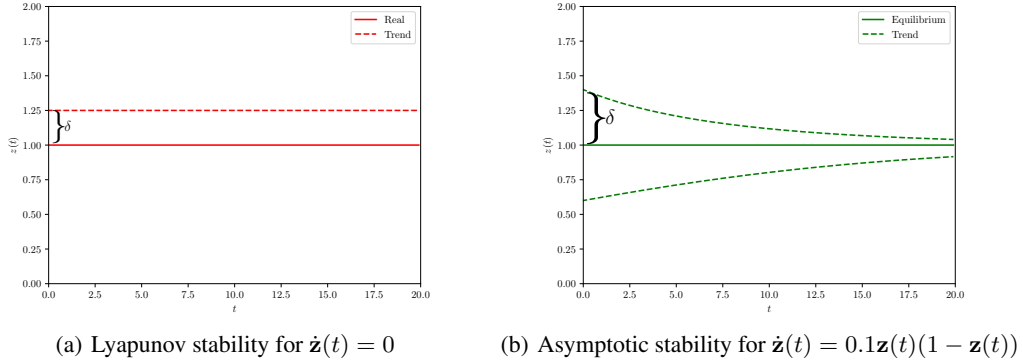 2.00
1.75
1.50
1.25
1.00
0.75
0.50
0.25
0.00
z(t)
δ
Real
Trend
0.0 2.5 5.0 7.5 10.0 12.5 15.0 17.5 20.0
t
(a) Lyapunov stability for ż(t) = 0
2.00
1.75
1.50
1.25
1.00
0.75
0.50
0.25
0.00
z(t)
δ
Equilibrium
Trend
0.0 2.5 5.0 7.5 10.0 12.5 15.0 17.5 20.0
t
(b) Asymptotic stability for ż(t) = 0.1z(t)(1 − z(t))